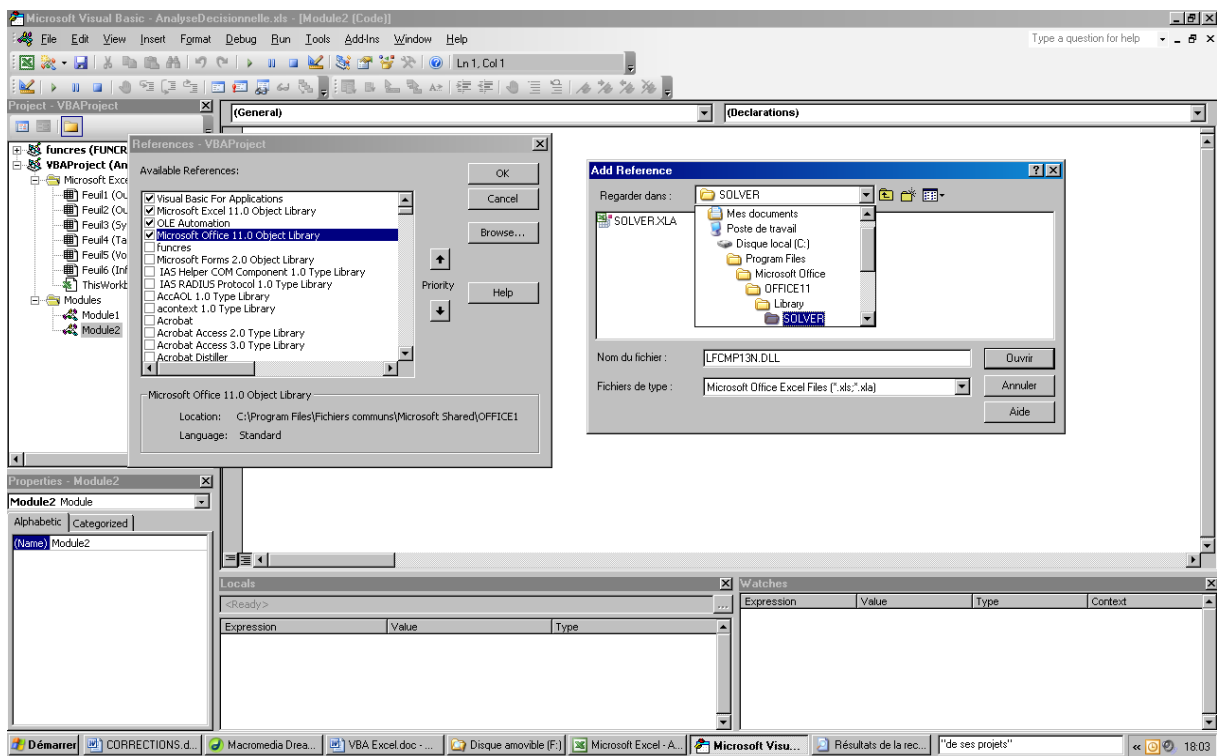 Microsoft Visual Basic - AnalyseDecisionnelle.xls - [Module2 (Code)]
File Edit View Insert Format Debug Run Tools Add-Ins Window Help
Type a question for help
Ln 1, Col 1
Project - VBAProject
funcres (FUNCR
VBAProject (An
Microsoft Exce
Feuil1 (Ou
Feuil2 (Ou
Feuil3 (Sy
Feuil4 (Ta
Feuil5 (Vo
Feuil6 (Inf
ThisWorkb
Modules
Module1
Module2
(General)
(Declarations)
References - VBAProject
Available References:
Visual Basic For Applications
Microsoft Excel 11.0 Object Library
OLE Automation
Microsoft Office 11.0 Object Library
funcres
Microsoft Forms 2.0 Object Library
IAS Helper COM Component 1.0 Type Library
IAS RADIUS Protocol 1.0 Type Library
AccAOL 1.0 Type Library
acontext 1.0 Type Library
Acrobat
Acrobat Access 2.0 Type Library
Acrobat Access 3.0 Type Library
Acrobat Distiller
OK
Cancel
Browse...
Priority
Help
Microsoft Office 11.0 Object Library
Location: C:\Program Files\Fichiers communs\Microsoft Shared\OFFICE1
Language: Standard
Add Reference
Regarder dans : SOLVER
SOLVER.XLA
Mes documents
Poste de travail
Disque local (C:)
Program Files
Microsoft Office
OFFICE11
Library
SOLVER
Nom du fichier : LFCMP13N.DLL
Ouvrir
Fichiers de type : Microsoft Office Excel Files (*.xls;*.xla)
Annuler
Aide
Properties - Module2
Module2 Module
Alphabetic Categorized
(Name) Module2
Locals
<Ready>
...
Expression Value Type
Watches
Expression Value Type Context
Démarrer CORRECTIONS.d... Macromedia Drea... VBA Excel.doc - ... Disque amovible (F:) Microsoft Excel - A... Microsoft Visu... Résultats de la rec... "de ses projets" « 18:03